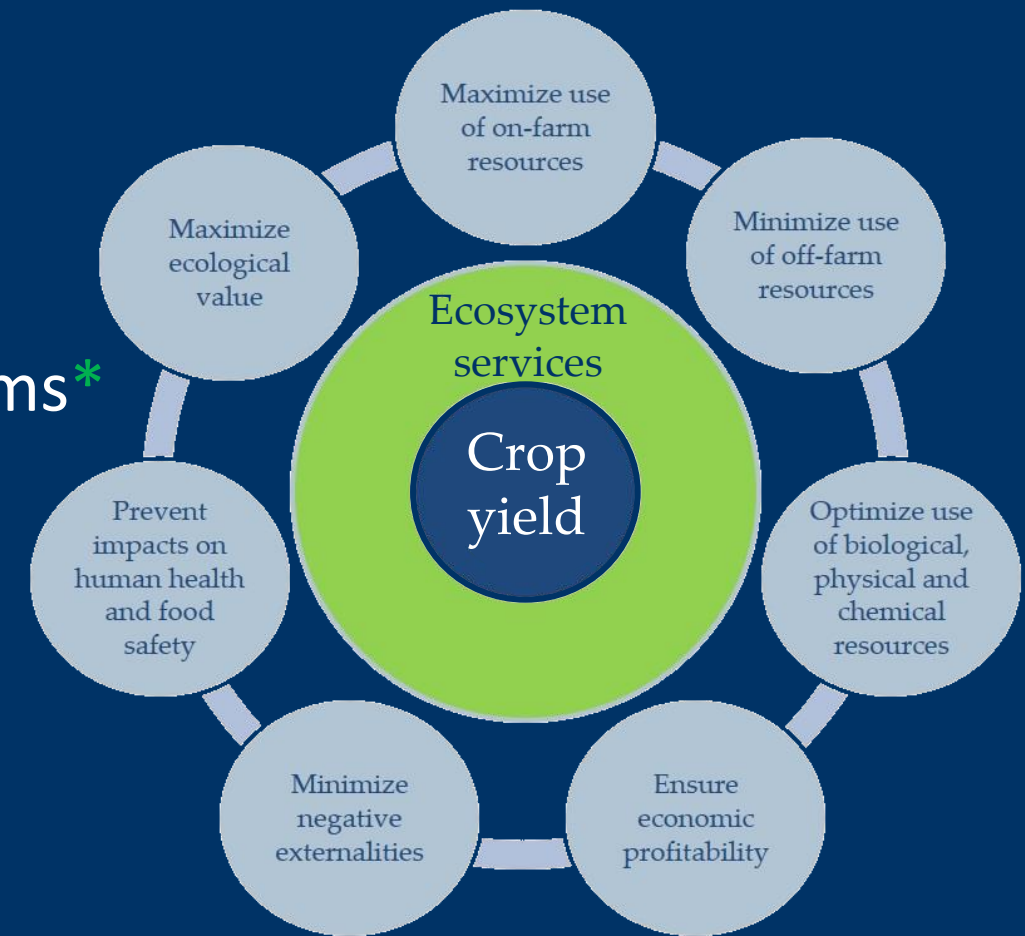 Maximize use
of on-farm
resources
Minimize use
of off-farm
resources
Optimize use
of biological,
physical and
chemical
resources
Ensure
economic
profitability
Minimize
negative
externalities
Prevent
impacts on
human health
and food
safety
Maximize
ecological
value
Ecosystem
services
Crop
yield
ms*